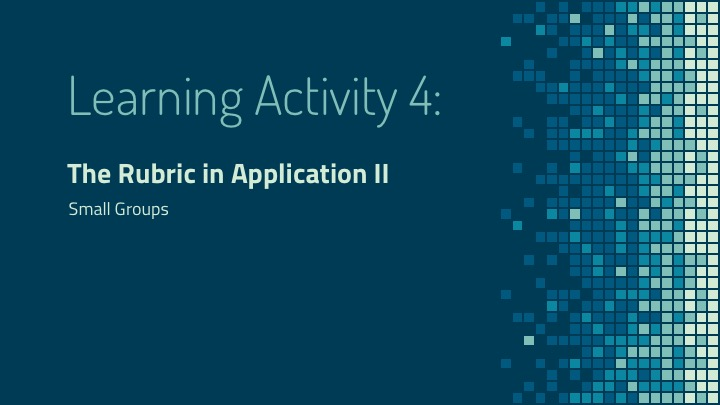 Learning Activity 4:
The Rubric in Application II
Small Groups